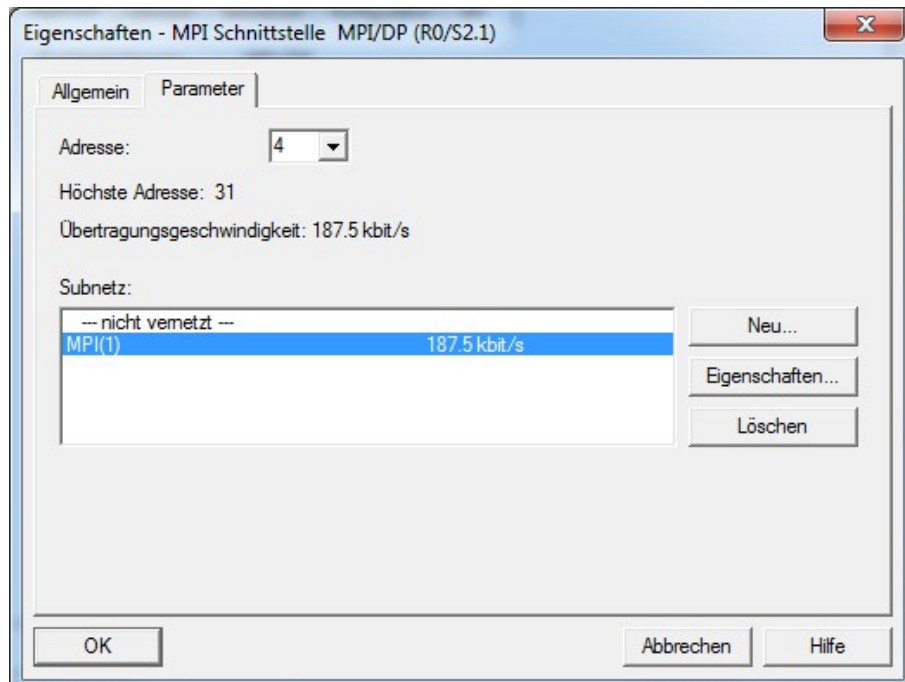 Eigenschaften - MPI Schnittstelle MPI/DP (R0/S2.1)
Allgemein Parameter
Adresse: 4
Höchste Adresse: 31
Übertragungsgeschwindigkeit: 187.5 kbit/s
Subnetz:
--- nicht vernetzt ---
MPI(1) 187.5 kbit/s
Neu...
Eigenschaften...
Löschen
OK Abbrechen Hilfe